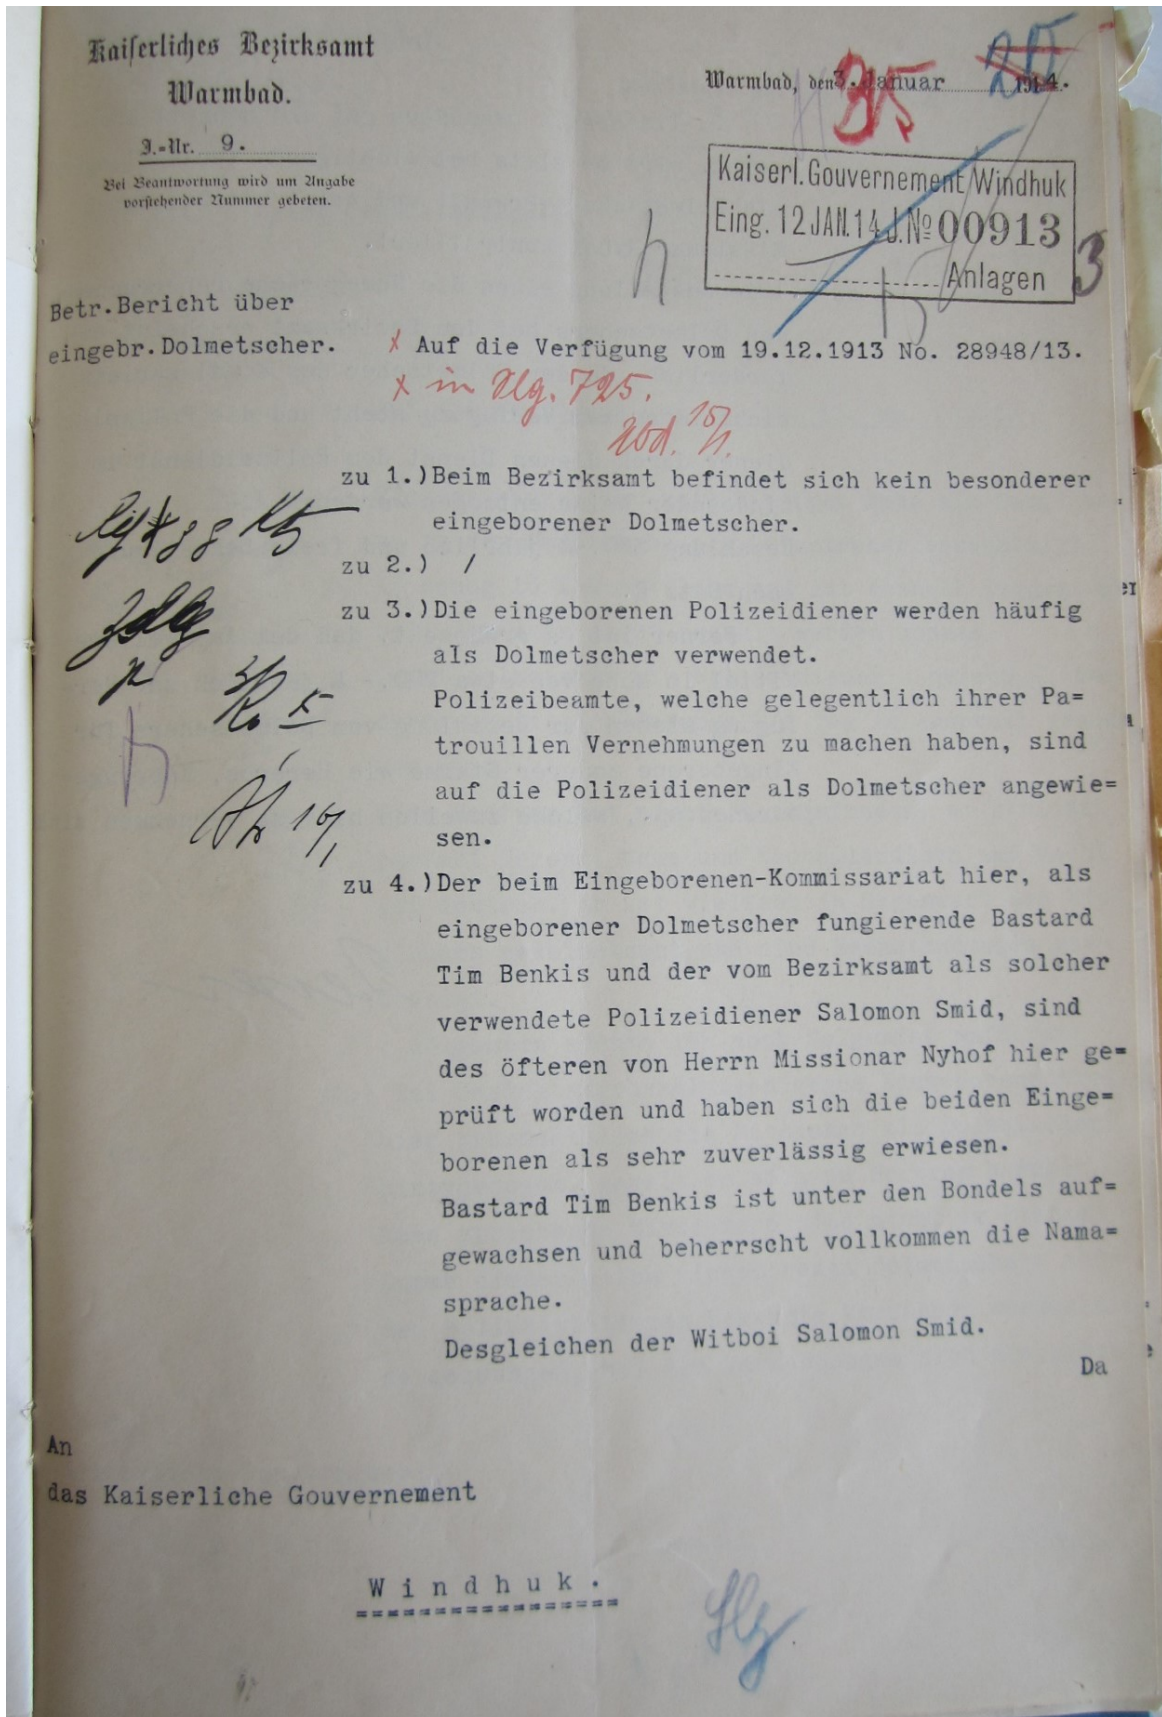 Kaiserliches Bezirksamt
Warmbad.
J.-Nr. 9.
Bei Beantwortung wird um Angabe
vorstehender Nummer gebeten.
Warmbad, den 3. Januar 1914.
Kaiserl. Gouvernement Windhuk
Eing. 12 JAN. 14 J. № 00913
Anlagen
3
Betr. Bericht über
eingebr. Dolmetscher.
x Auf die Verfügung vom 19.12.1913 No. 28948/13.
x in Slg. 725.
zu 1.) Beim Bezirksamt befindet sich kein besonderer
eingeborener Dolmetscher.
zu 2.) /
zu 3.) Die eingeborenen Polizeidiener werden häufig
als Dolmetscher verwendet.
Polizeibeamte, welche gelegentlich ihrer Pa=
trouillen Vernehmungen zu machen haben, sind
auf die Polizeidiener als Dolmetscher angewie=
sen.
zu 4.) Der beim Eingeborenen-Kommissariat hier, als
eingeborener Dolmetscher fungierende Bastard
Tim Benkis und der vom Bezirksamt als solcher
verwendete Polizeidiener Salomon Smid, sind
des öfteren von Herrn Missionar Nyhof hier ge=
prüft worden und haben sich die beiden Einge=
borenen als sehr zuverlässig erwiesen.
Bastard Tim Benkis ist unter den Bondels auf=
gewachsen und beherrscht vollkommen die Nama=
sprache.
Desgleichen der Witboi Salomon Smid.
Da
An
das Kaiserliche Gouvernement
Windhuk.